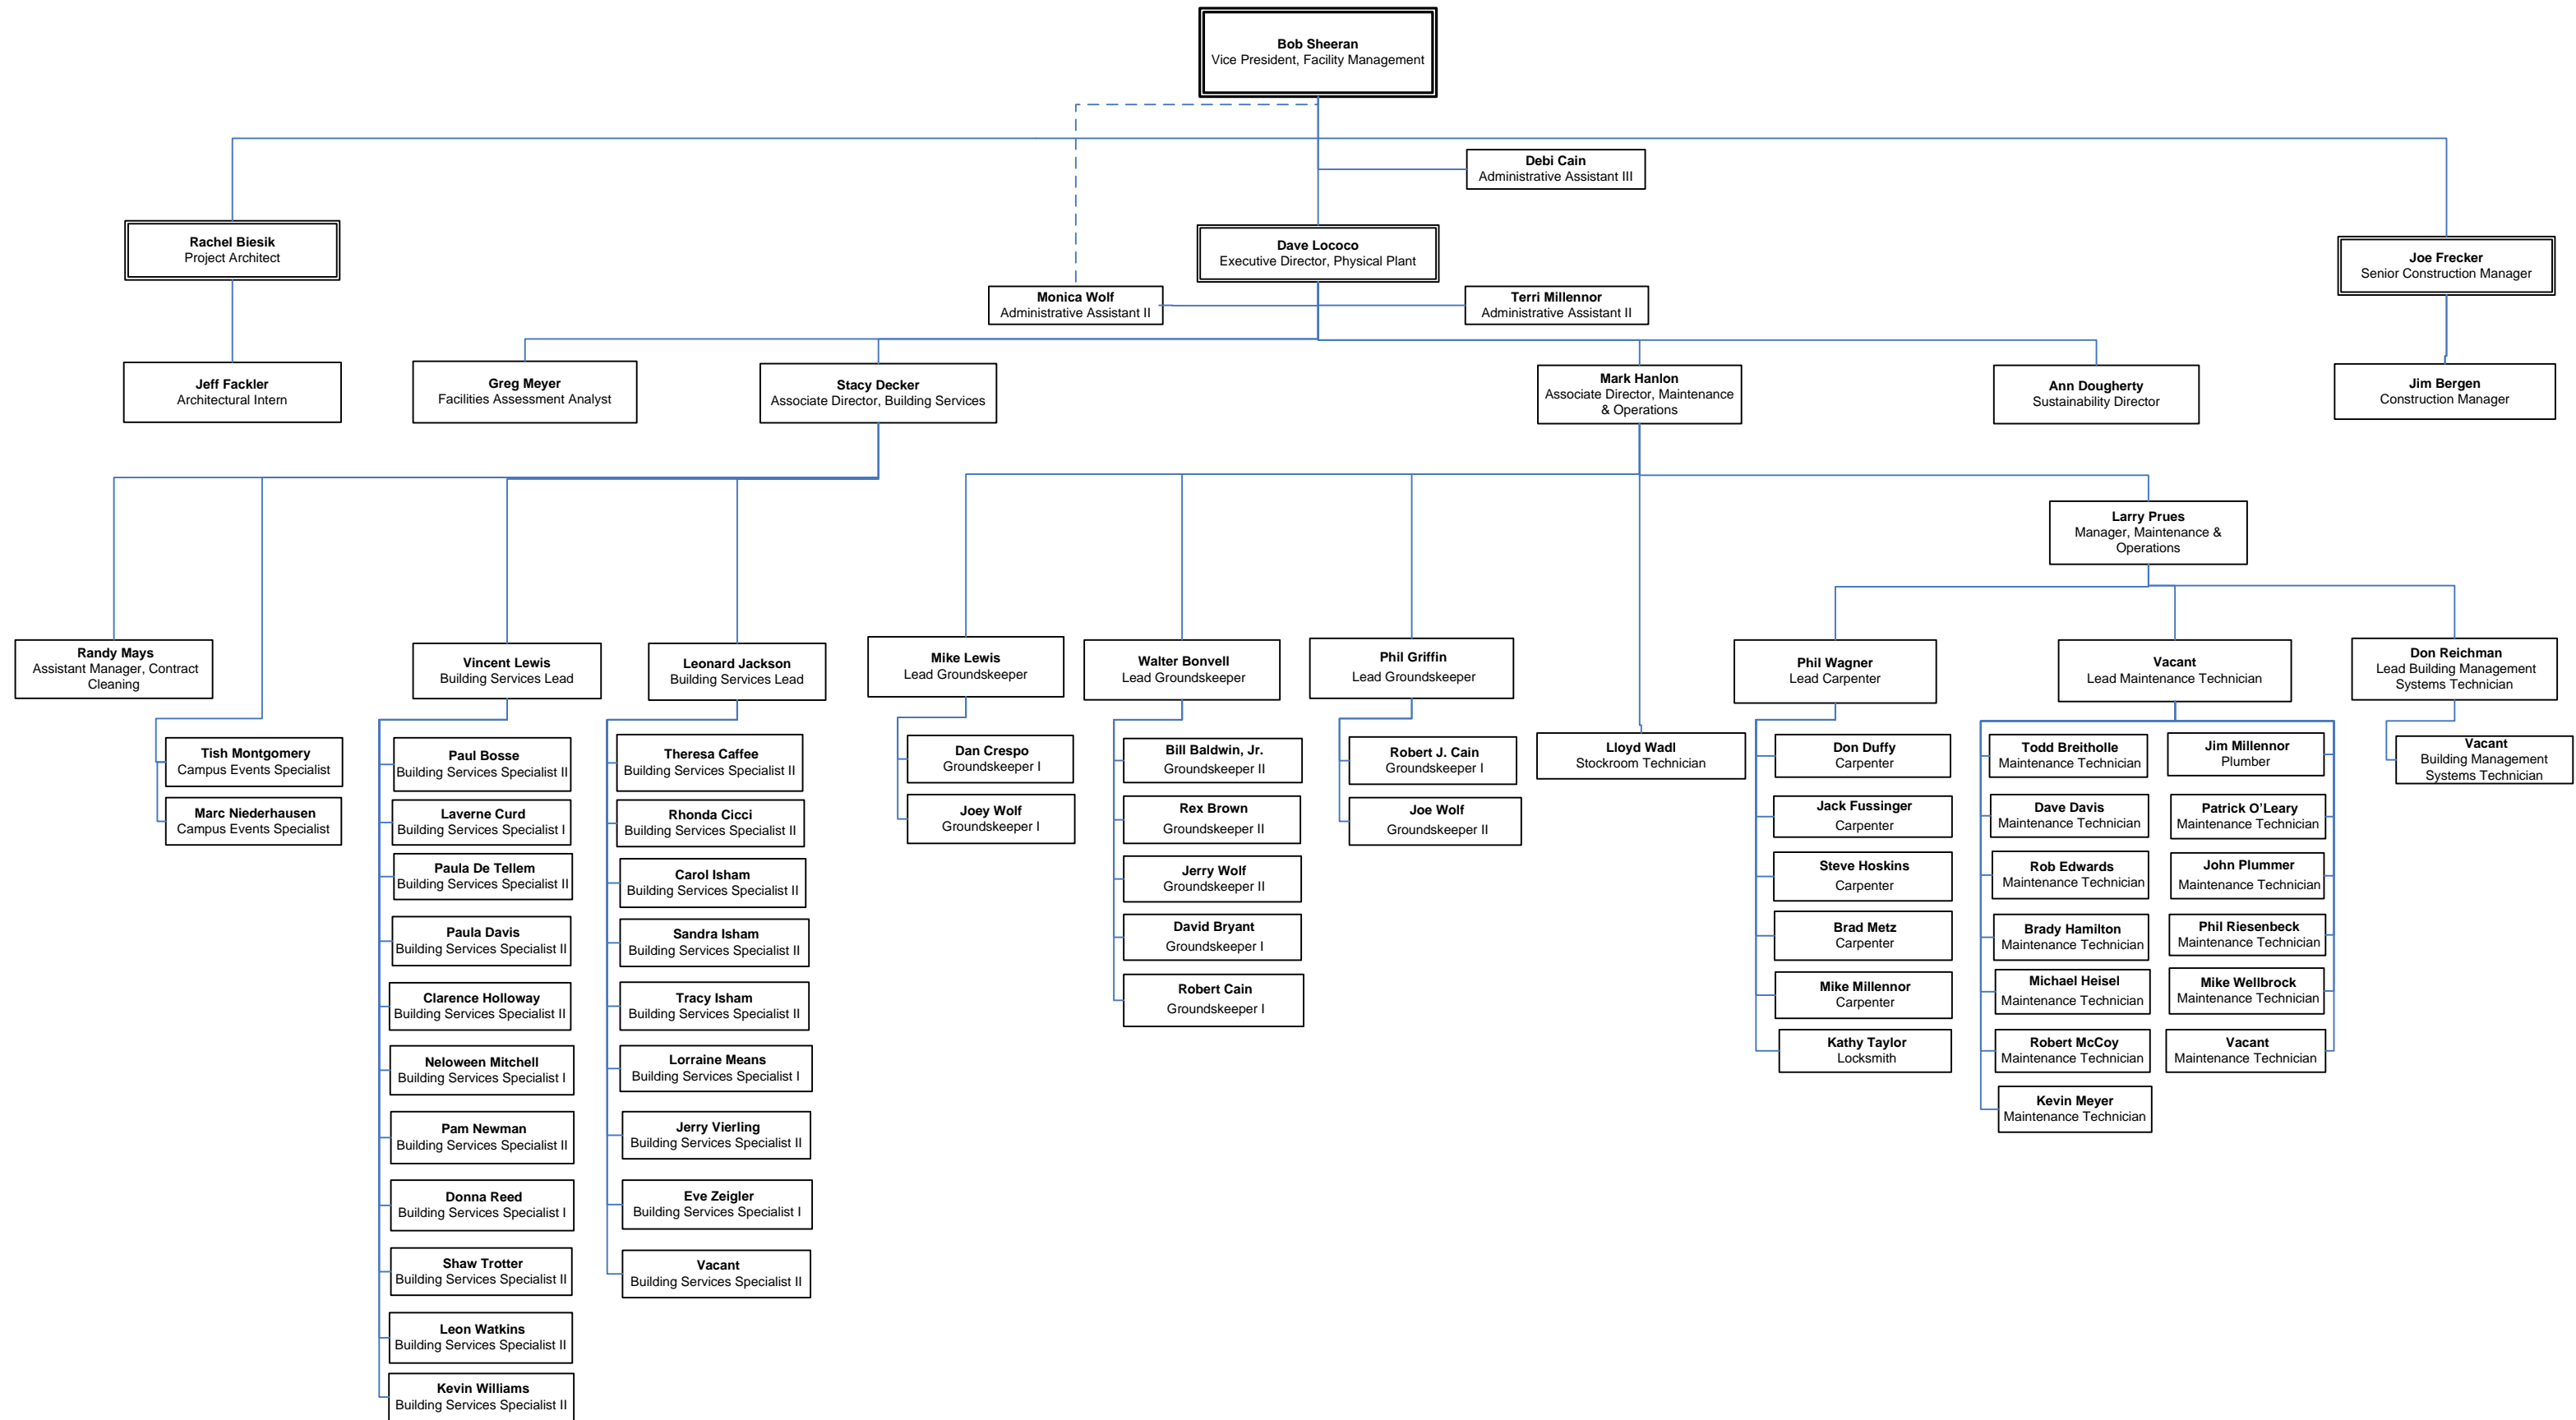 Bob Sheeran
Vice President, Facility Management
Debi Cain
Administrative Assistant III
Rachel Biesik
Project Architect
Dave Lococo
Executive Director, Physical Plant
Joe Frecker
Senior Construction Manager
Monica Wolf
Administrative Assistant II
Terri Millennor
Administrative Assistant II
Jeff Fackler
Architectural Intern
Greg Meyer
Facilities Assessment Analyst
Stacy Decker
Associate Director, Building Services
Mark Hanlon
Associate Director, Maintenance
& Operations
Ann Dougherty
Sustainability Director
Jim Bergen
Construction Manager
Larry Prues
Manager, Maintenance &
Operations
Randy Mays
Assistant Manager, Contract
Cleaning
Vincent Lewis
Building Services Lead
Leonard Jackson
Building Services Lead
Mike Lewis
Lead Groundskeeper
Walter Bonvell
Lead Groundskeeper
Phil Griffin
Lead Groundskeeper
Phil Wagner
Lead Carpenter
Vacant
Lead Maintenance Technician
Don Reichman
Lead Building Management
Systems Technician
Tish Montgomery
Campus Events Specialist
Marc Niederhausen
Campus Events Specialist
Paul Bosse
Building Services Specialist II
Laverne Curd
Building Services Specialist I
Paula De Tellem
Building Services Specialist II
Paula Davis
Building Services Specialist II
Clarence Holloway
Building Services Specialist II
Neloween Mitchell
Building Services Specialist I
Pam Newman
Building Services Specialist II
Donna Reed
Building Services Specialist I
Shaw Trotter
Building Services Specialist II
Leon Watkins
Building Services Specialist II
Kevin Williams
Building Services Specialist II
Theresa Caffee
Building Services Specialist II
Rhonda Cicci
Building Services Specialist II
Carol Isham
Building Services Specialist II
Sandra Isham
Building Services Specialist II
Tracy Isham
Building Services Specialist II
Lorraine Means
Building Services Specialist I
Jerry Vierling
Building Services Specialist II
Eve Zeigler
Building Services Specialist I
Vacant
Building Services Specialist II
Dan Crespo
Groundskeeper I
Joey Wolf
Groundskeeper I
Bill Baldwin, Jr.
Groundskeeper II
Rex Brown
Groundskeeper II
Jerry Wolf
Groundskeeper II
David Bryant
Groundskeeper I
Robert Cain
Groundskeeper I
Robert J. Cain
Groundskeeper I
Joe Wolf
Groundskeeper II
Lloyd Wadl
Stockroom Technician
Don Duffy
Carpenter
Jack Fussinger
Carpenter
Steve Hoskins
Carpenter
Brad Metz
Carpenter
Mike Millennor
Carpenter
Kathy Taylor
Locksmith
Todd Breitholle
Maintenance Technician
Dave Davis
Maintenance Technician
Rob Edwards
Maintenance Technician
Brady Hamilton
Maintenance Technician
Michael Heisel
Maintenance Technician
Robert McCoy
Maintenance Technician
Kevin Meyer
Maintenance Technician
Jim Millennor
Plumber
Patrick O’Leary
Maintenance Technician
John Plummer
Maintenance Technician
Phil Riesenbeck
Maintenance Technician
Mike Wellbrock
Maintenance Technician
Vacant
Maintenance Technician
Vacant
Building Management
Systems Technician